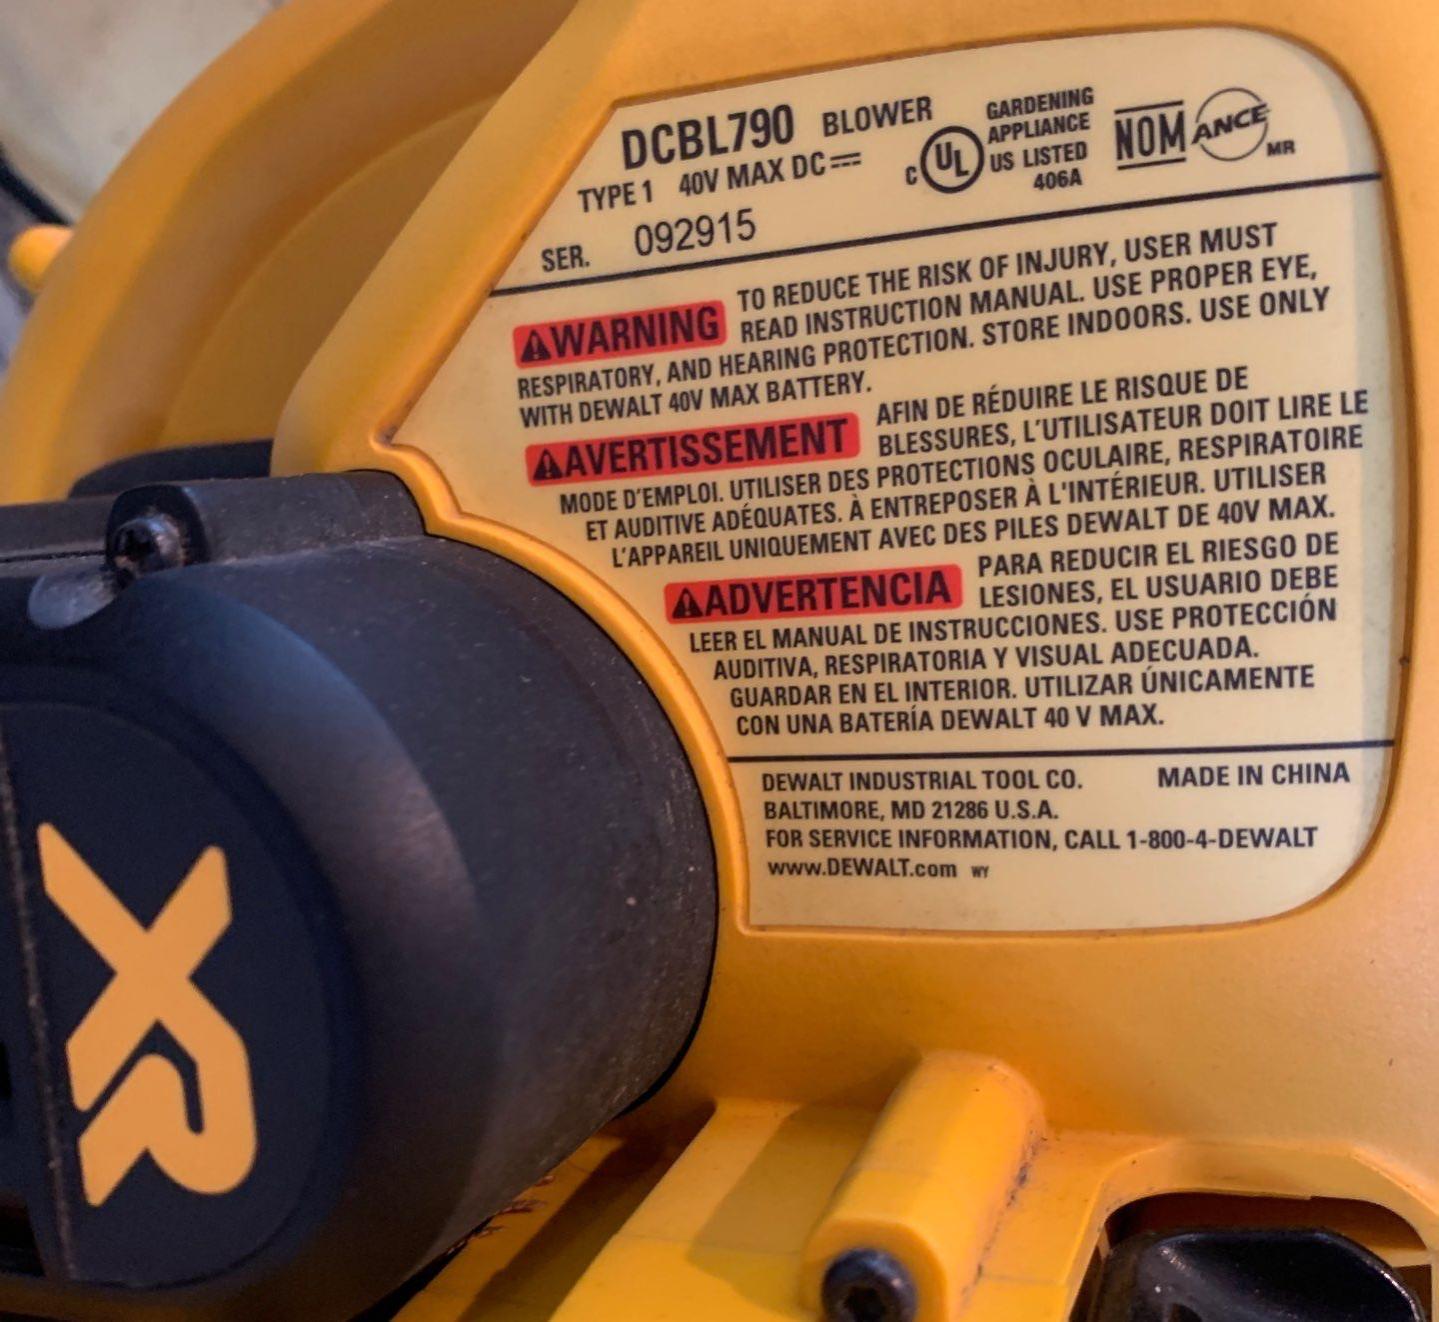 DCBL790 BLOWER
TYPE 1 40V MAX DC
SER. 092915
C UL US LISTED
GARDENING
APPLIANCE
406A
NOM ANCE MR
WARNING TO REDUCE THE RISK OF INJURY, USER MUST
READ INSTRUCTION MANUAL. USE PROPER EYE,
RESPIRATORY, AND HEARING PROTECTION. STORE INDOORS. USE ONLY
WITH DEWALT 40V MAX BATTERY.
AVERTISSEMENT AFIN DE RÉDUIRE LE RISQUE DE
BLESSURES, L'UTILISATEUR DOIT LIRE LE
MODE D'EMPLOI. UTILISER DES PROTECTIONS OCULAIRE, RESPIRATOIRE
ET AUDITIVE ADÉQUATES. À ENTREPOSER À L'INTÉRIEUR. UTILISER
L'APPAREIL UNIQUEMENT AVEC DES PILES DEWALT DE 40V MAX.
ADVERTENCIA PARA REDUCIR EL RIESGO DE
LESIONES, EL USUARIO DEBE
LEER EL MANUAL DE INSTRUCCIONES. USE PROTECCIÓN
AUDITIVA, RESPIRATORIA Y VISUAL ADECUADA.
GUARDAR EN EL INTERIOR. UTILIZAR ÚNICAMENTE
CON UNA BATERÍA DEWALT 40 V MAX.
DEWALT INDUSTRIAL TOOL CO. MADE IN CHINA
BALTIMORE, MD 21286 U.S.A.
FOR SERVICE INFORMATION, CALL 1-800-4-DEWALT
www.DEWALT.com WY
XR